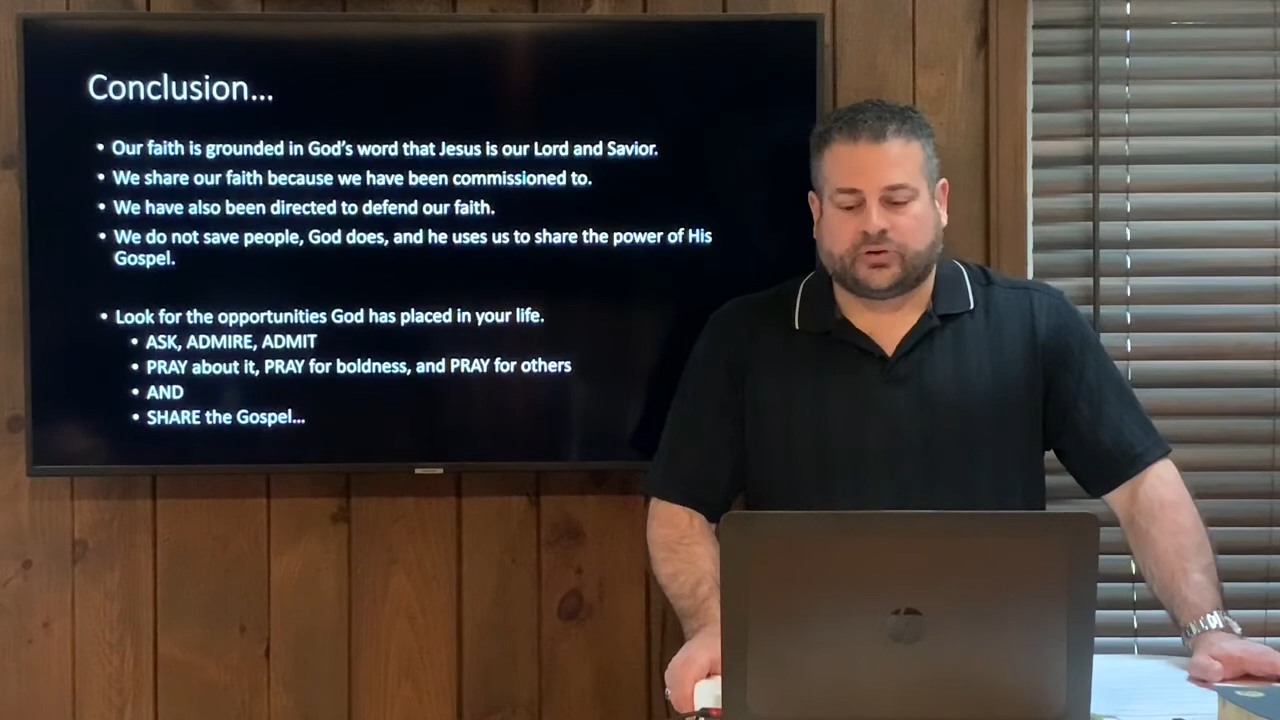 Conclusion...
• Our faith is grounded in God's word that Jesus is our Lord and Savior.
• We share our faith because we have been commissioned to.
• We have also been directed to defend our faith.
• We do not save people, God does, and he uses us to share the power of His
Gospel.
• Look for the opportunities God has placed in your life.
• ASK, ADMIRE, ADMIT
• PRAY about it, PRAY for boldness, and PRAY for others
• AND
• SHARE the Gospel...
hp